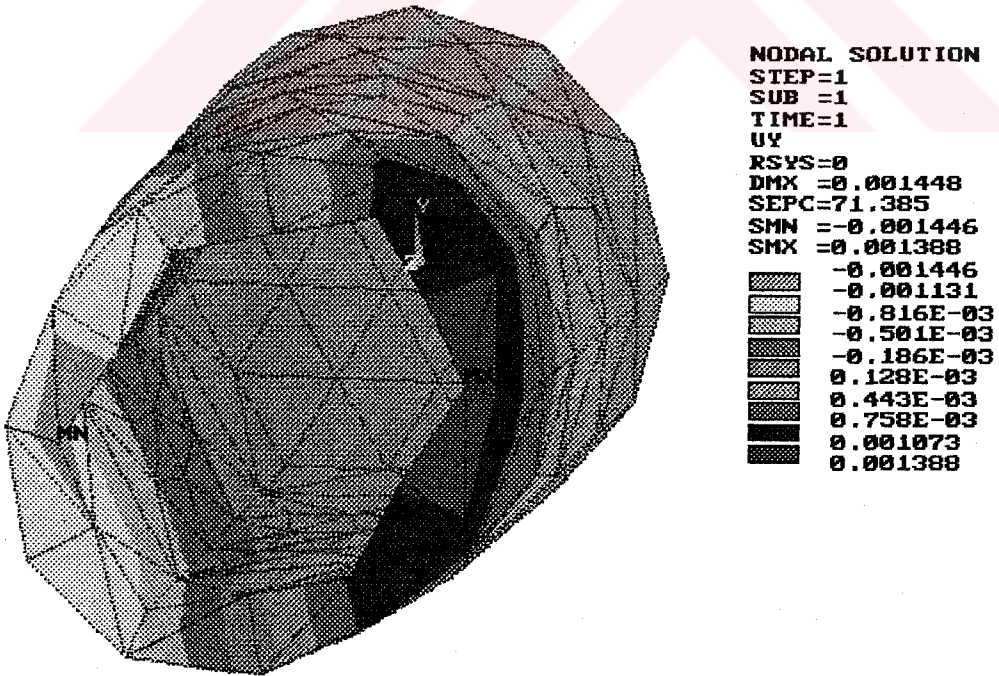 NODAL SOLUTION
STEP=1
SUB =1
TIME=1
UY
RSYS=0
DMX =0.001448
SEPC=71.385
SMN =-0.001446
SMX =0.001388
-0.001446
-0.001131
-0.816E-03
-0.501E-03
-0.186E-03
0.128E-03
0.443E-03
0.758E-03
0.001073
0.001388
Y
MN